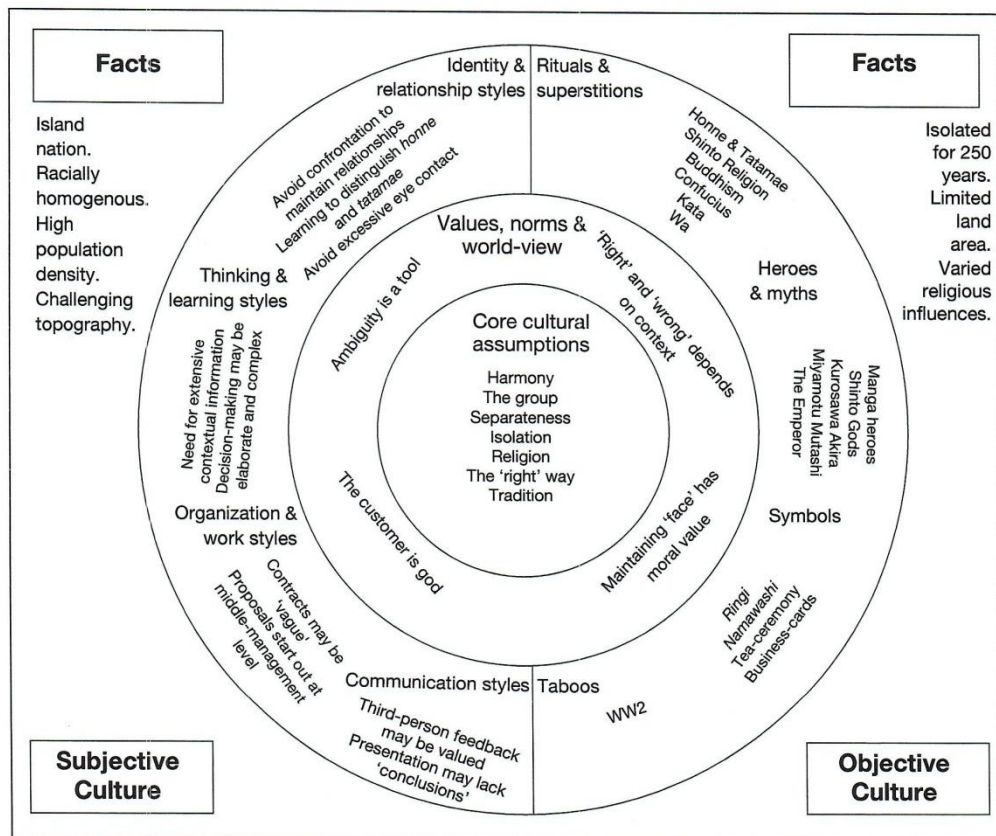 Facts
Island
nation.
Racially
homogenous.
High
population
density.
Challenging
topography.
Identity &
relationship styles
Avoid confrontation to
maintain relationships
Learning to distinguish honne
and tatamae
Avoid excessive eye contact
Thinking &
learning styles
Need for extensive
contextual information
Decision-making may be
elaborate and complex
Organization &
work styles
Contracts may be
'vague'
Proposals start out at
middle-management
level
Communication styles
Third-person feedback
may be valued
Presentation may lack
'conclusions'
Subjective
Culture
Values, norms &
world-view
Ambiguity is a tool
'Right' and 'wrong' depends
on context
The customer is god
Maintaining 'face' has
moral value
Core cultural
assumptions
Harmony
The group
Separateness
Isolation
Religion
The 'right' way
Tradition
Rituals &
superstitions
Honne & Tatamae
Shinto Religion
Buddhism
Confucius
Kata
Wa
Heroes
& myths
Manga heroes
Shinto Gods
Kurosawa Akira
Miyamotu Mutashi
The Emperor
Symbols
Ringi
Namawashi
Tea-ceremony
Business-cards
Taboos
WW2
Facts
Isolated
for 250
years.
Limited
land
area.
Varied
religious
influences.
Objective
Culture